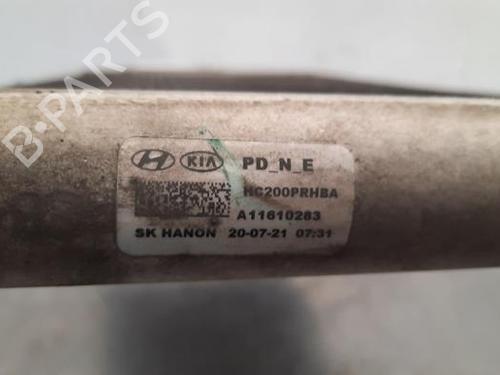 KIA PD_N_E
HC200PRHBA
A11610283
SK HANON 20-07-21 07:31
B-Parts